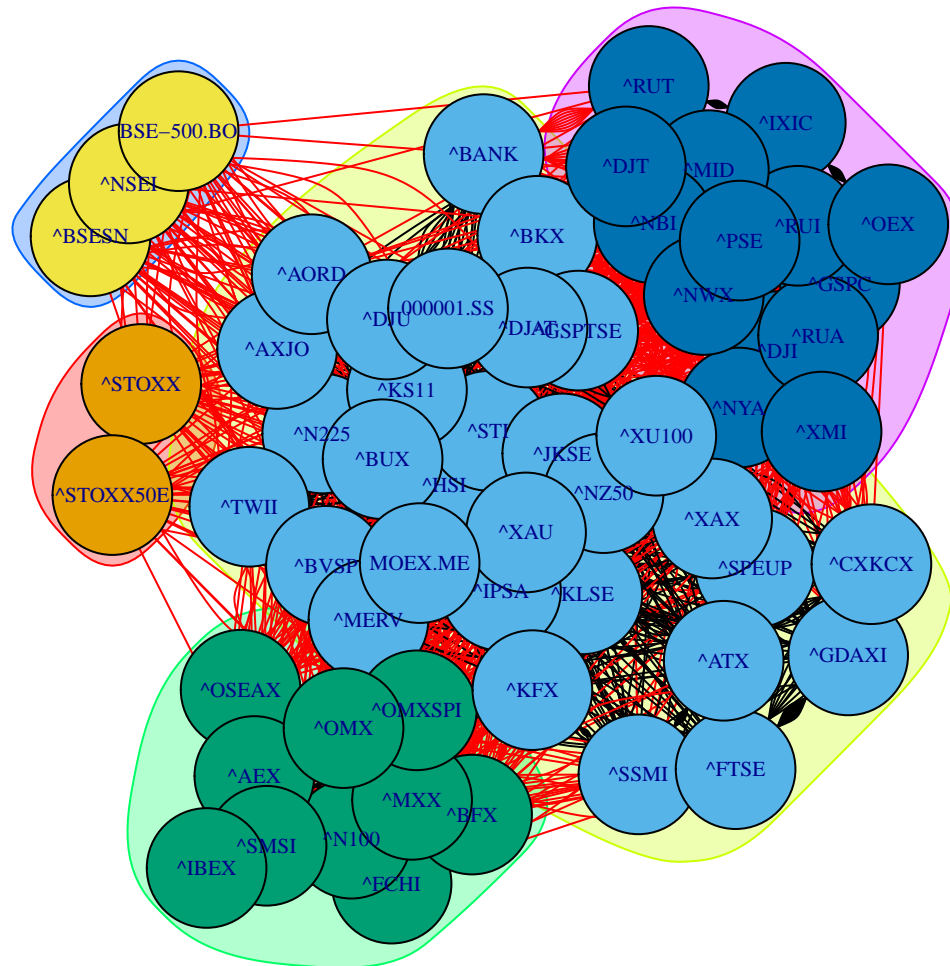 ^RUT
^IXIC
BSE-500.BO
^BANK
^DJT
^MID
^NSEI
^NBI
^RUI
^OEX
^BSESN
^BKX
^PSE
^AORD
^GSPC
^NWX
000001.SS
^DJU
^DJAT
^GSPTSE
^RUA
^AXJO
^DJI
^STOXX
^KS11
^NYA
^N225
^STI
^XU100
^XMI
^BUX
^JKSE
^HSI
^NZ50
^STOXX50E
^TWII
^XAU
^XAX
^BVSP
MOEX.ME
^SPEUP
^CXKCX
^IPSA
^KLSE
^MERV
^ATX
^GDAXI
^OSEAX
^KFX
^OMXSPI
^OMX
^AEX
^SSMI
^FTSE
^MXX
^BFX
^SMSI
^N100
^IBEX
^FCHI